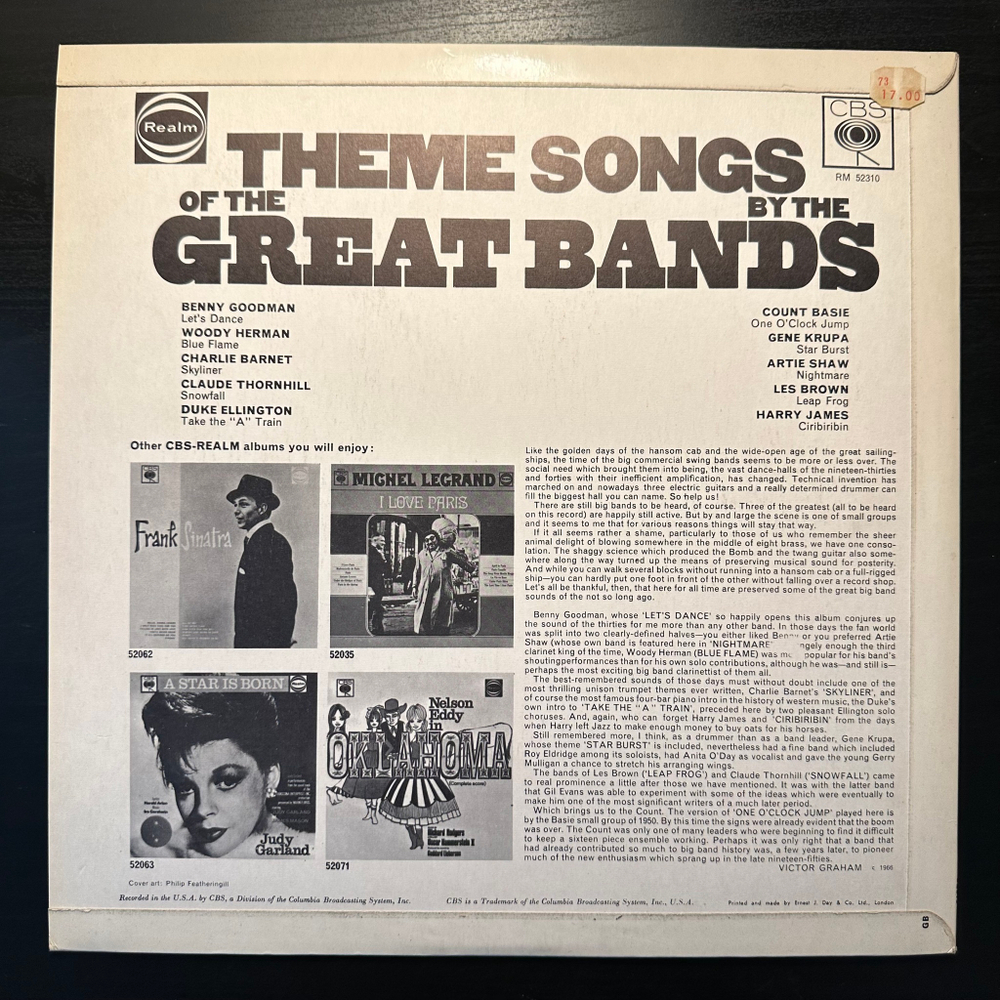 73
17.00
Realm
CBS
RM 52310
THEME SONGS
OF THE
BY THE
GREAT BANDS
BENNY GOODMAN
Let's Dance
WOODY HERMAN
Blue Flame
CHARLIE BARNET
Skyliner
CLAUDE THORNHILL
Snowfall
DUKE ELLINGTON
Take the "A" Train
COUNT BASIE
One O'Clock Jump
GENE KRUPA
Star Burst
ARTIE SHAW
Nightmare
LES BROWN
Leap Frog
HARRY JAMES
Ciribiribin
Other CBS-REALM albums you will enjoy:
Frank Sinatra
52062
MICHEL LEGRAND
I LOVE PARIS
52035
A STAR IS BORN
Judy
Garland
52063
Nelson
Eddy
in
OKLAHOMA
(Complete score)
Richard Rodgers
Oscar Hammerstein II
52071
Like the golden days of the hansom cab and the wide-open age of the great sailing-
ships, the time of the big commercial swing bands seems to be more or less over. The
social need which brought them into being, the vast dance-halls of the nineteen-thirties
and forties with their inefficient amplification, has changed. Technical invention has
marched on and nowadays three electric guitars and a really determined drummer can
fill the biggest hall you can name. So help us!
There are still big bands to be heard, of course. Three of the greatest (all to be heard
on this record) are happily still active. But by and large the scene is one of small groups
and it seems to me that for various reasons things will stay that way.
If it all seems rather a shame, particularly to those of us who remember the sheer
animal delight of blowing somewhere in the middle of eight brass, we have one conso-
lation. The shaggy science which produced the Bomb and the twang guitar also some-
where along the way turned up the means of preserving musical sound for posterity.
And while you can walk several blocks without running into a hansom cab or a full-rigged
ship—you can hardly put one foot in front of the other without falling over a record shop.
Let's all be thankful, then, that here for all time are preserved some of the great big band
sounds of the not so long ago.
Benny Goodman, whose 'LET'S DANCE' so happily opens this album conjures up
the sound of the thirties for me more than any other band. In those days the fan world
was split into two clearly-defined halves—you either liked Benny or you preferred Artie
Shaw (whose own band is featured here in 'NIGHTMARE' ngely enough the third
clarinet king of the time, Woody Herman (BLUE FLAME) was mo popular for his band's
shoutingperformances than for his own solo contributions, although he was—and still is—
perhaps the most exciting big band clarinettist of them all.
The best-remembered sounds of those days must without doubt include one of the
most thrilling unison trumpet themes ever written, Charlie Barnet's 'SKYLINER', and
of course the most famous four-bar piano intro in the history of western music, the Duke's
own intro to 'TAKE THE "A" TRAIN', preceded here by two pleasant Ellington solo
choruses. And, again, who can forget Harry James and 'CIRIBIRIBIN' from the days
when Harry left Jazz to make enough money to buy oats for his horses.
Still remembered more, I think, as a drummer than as a band leader, Gene Krupa,
whose theme 'STAR BURST' is included, nevertheless had a fine band which included
Roy Eldridge among its soloists, had Anita O'Day as vocalist and gave the young Gerry
Mulligan a chance to stretch his arranging wings.
The bands of Les Brown ('LEAP FROG') and Claude Thornhill ('SNOWFALL') came
to real prominence a little after those we have mentioned. It was with the latter band
that Gil Evans was able to experiment with some of the ideas which were eventually to
make him one of the most significant writers of a much later period.
Which brings us to the Count. The version of 'ONE O'CLOCK JUMP' played here is
by the Basie small group of 1950. By this time the signs were already evident that the boom
was over. The Count was only one of many leaders who were beginning to find it difficult
to keep a sixteen piece ensemble working. Perhaps it was only right that a band that
had already contributed so much to big band history was, a few years later, to pioneer
much of the new enthusiasm which sprang up in the late nineteen-fifties.
VICTOR GRAHAM c 1966
Cover art: Philip Featheringill
Recorded in the U.S.A. by CBS, a Division of the Columbia Broadcasting System, Inc.
CBS is a Trademark of the Columbia Broadcasting System, Inc., U.S.A.
Printed and made by Ernest J. Day & Co. Ltd., London
GB